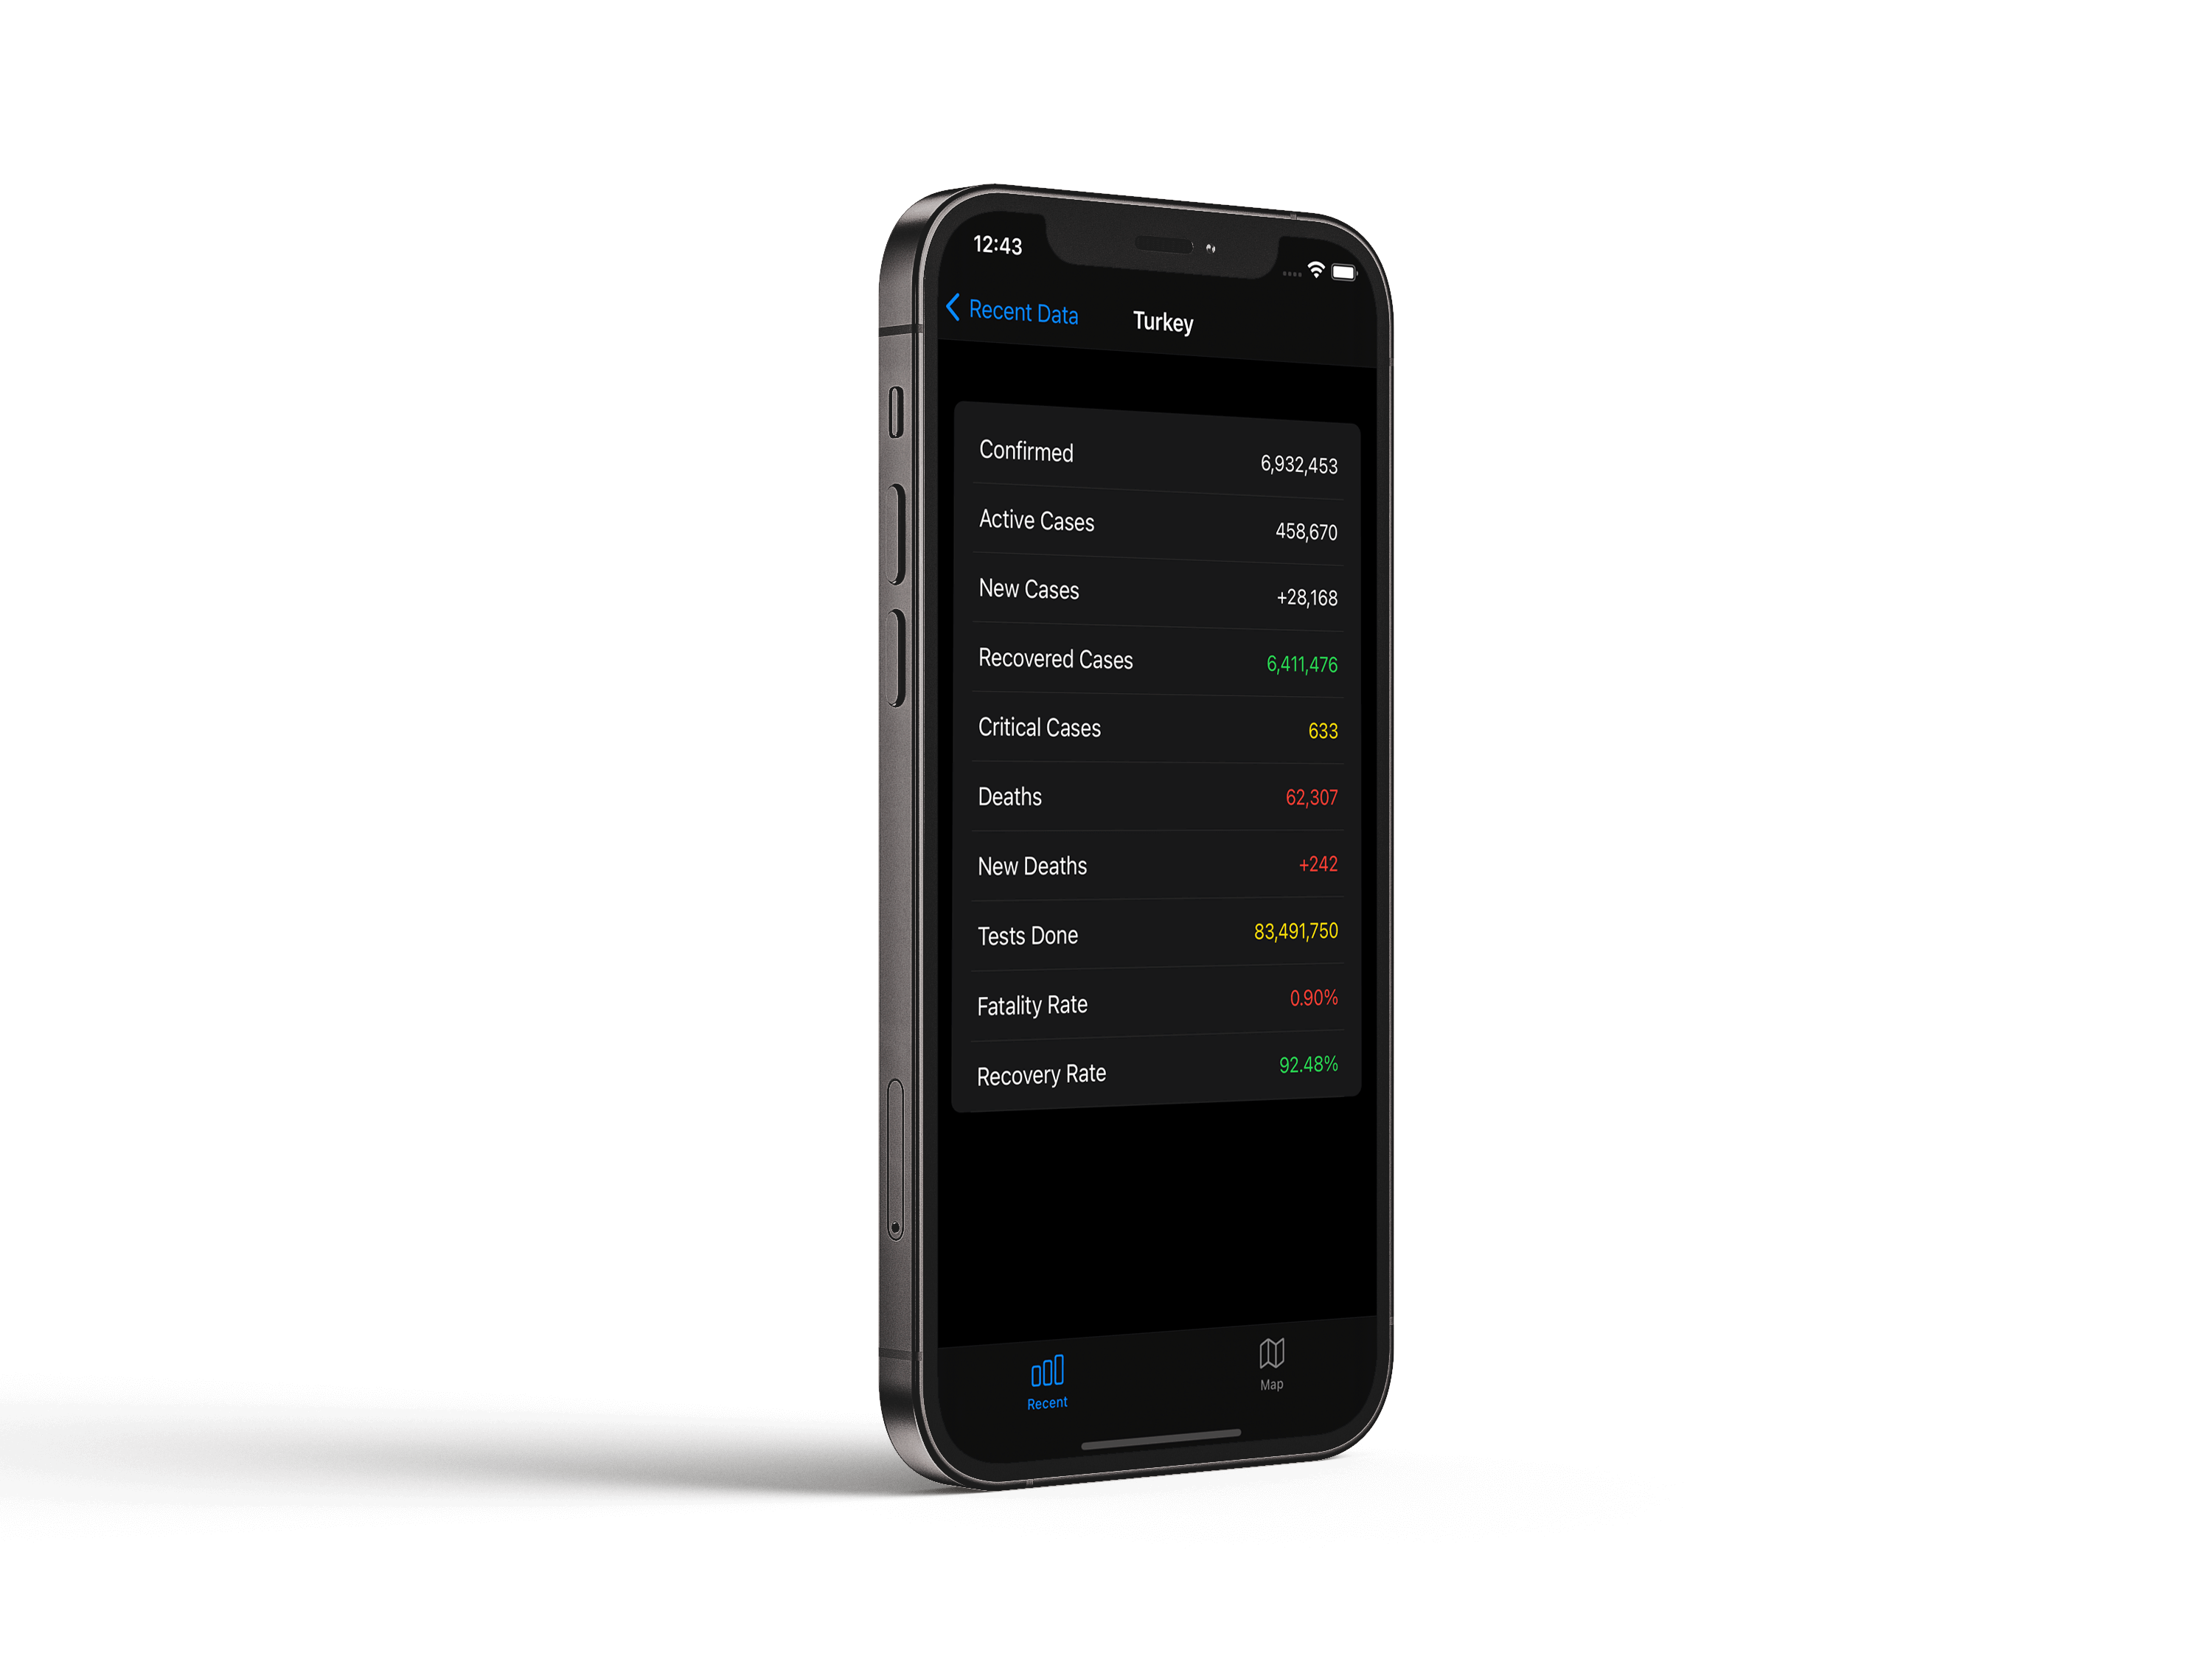 12:43
Recent Data
Turkey
Confirmed 6,932,453
Active Cases 458,670
New Cases +28,168
Recovered Cases 6,411,476
Critical Cases 633
Deaths 62,307
New Deaths +242
Tests Done 83,491,750
Fatality Rate 0.90%
Recovery Rate 92.48%
Recent
Map